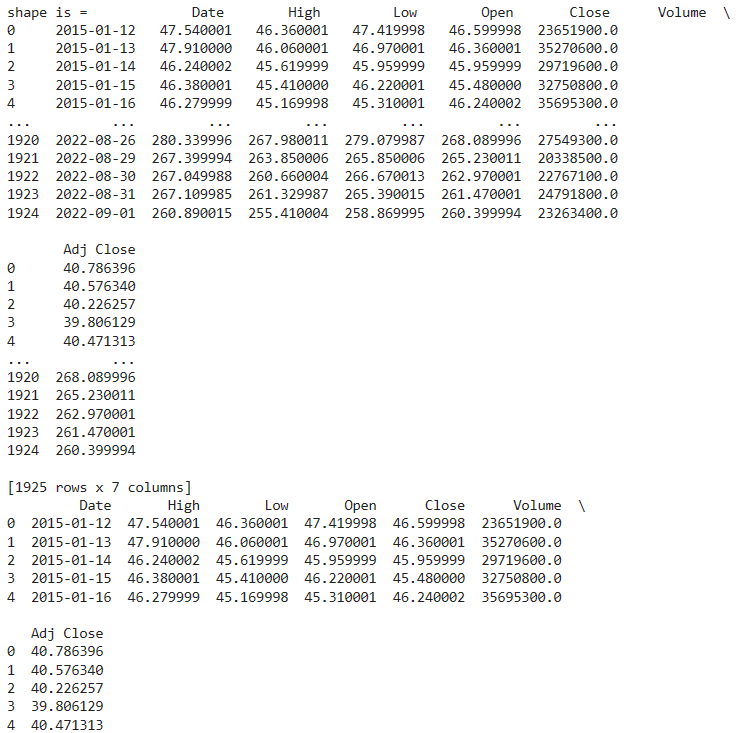 shape is =             Date        High         Low        Open       Close      Volume  \
0     2015-01-12   47.540001   46.360001   47.419998   46.599998  23651900.0
1     2015-01-13   47.910000   46.060001   46.970001   46.360001  35270600.0
2     2015-01-14   46.240002   45.619999   45.959999   45.959999  29719600.0
3     2015-01-15   46.380001   45.410000   46.220001   45.480000  32750800.0
4     2015-01-16   46.279999   45.169998   45.310001   46.240002  35695300.0
...          ...         ...         ...         ...         ...         ...
1920  2022-08-26  280.339996  267.980011  279.079987  268.089996  27549300.0
1921  2022-08-29  267.399994  263.850006  265.850006  265.230011  20338500.0
1922  2022-08-30  267.049988  260.660004  266.670013  262.970001  22767100.0
1923  2022-08-31  267.109985  261.329987  265.390015  261.470001  24791800.0
1924  2022-09-01  260.890015  255.410004  258.869995  260.399994  23263400.0
Adj Close
0      40.786396
1      40.576340
2      40.226257
3      39.806129
4      40.471313
...          ...
1920  268.089996
1921  265.230011
1922  262.970001
1923  261.470001
1924  260.399994
[1925 rows x 7 columns]
Date       High        Low       Open      Close      Volume  \
0  2015-01-12  47.540001  46.360001  47.419998  46.599998  23651900.0
1  2015-01-13  47.910000  46.060001  46.970001  46.360001  35270600.0
2  2015-01-14  46.240002  45.619999  45.959999  45.959999  29719600.0
3  2015-01-15  46.380001  45.410000  46.220001  45.480000  32750800.0
4  2015-01-16  46.279999  45.169998  45.310001  46.240002  35695300.0
Adj Close
0  40.786396
1  40.576340
2  40.226257
3  39.806129
4  40.471313